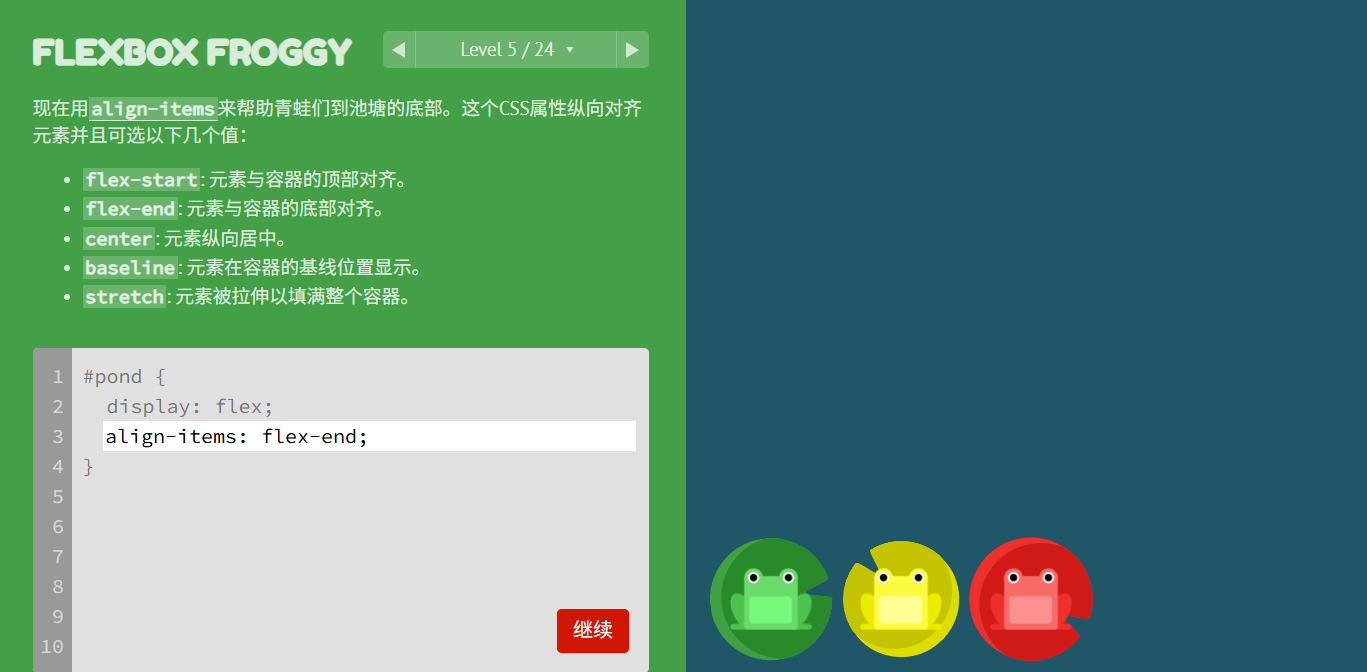 FLEXBOX FROGGY
Level 5 / 24
现在用align-items来帮助青蛙们到池塘的底部。这个CSS属性纵向对齐
元素并且可选以下几个值：
flex-start: 元素与容器的顶部对齐。
flex-end: 元素与容器的底部对齐。
center: 元素纵向居中。
baseline: 元素在容器的基线位置显示。
stretch: 元素被拉伸以填满整个容器。
1 #pond {
2 display: flex;
3 align-items: flex-end;
4 }
5
6
7
8
9
10
继续